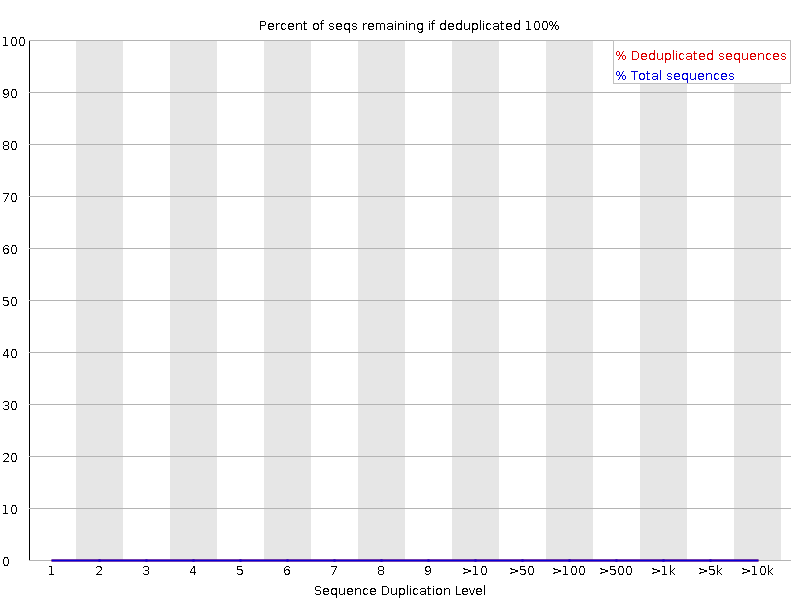 Percent of seqs remaining if deduplicated 100%
% Deduplicated sequences
% Total sequences
100
90
80
70
60
50
40
30
20
10
0
1 2 3 4 5 6 7 8 9 >10 >50 >100 >500 >1k >5k >10k
Sequence Duplication Level